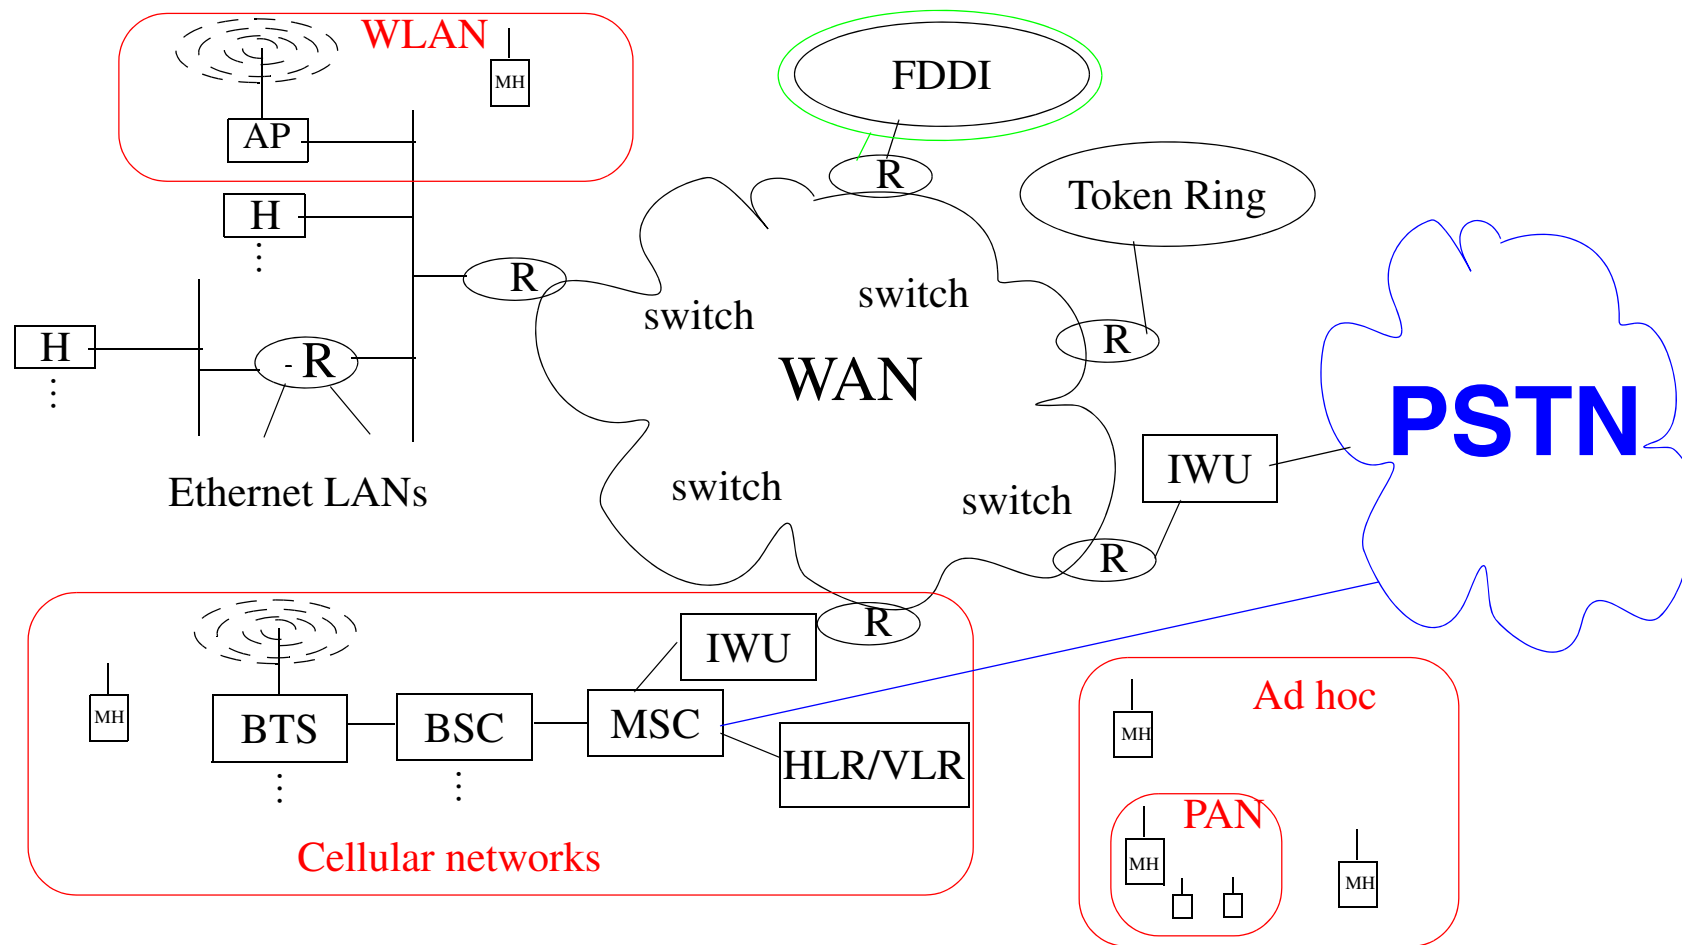 WLAN
MH
AP
FDDI
R
H
⋮
Token Ring
R
switch
switch
H
⋮
- R
R
WAN
PSTN
Ethernet LANs
switch
switch
IWU
R
R
IWU
MH
BTS
BSC
MSC
HLR/VLR
⋮
⋮
Cellular networks
Ad hoc
MH
PAN
MH
MH